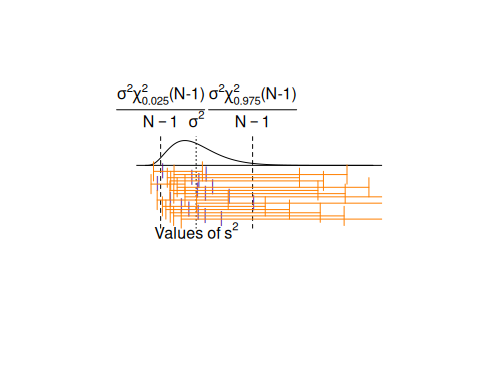 σ²χ²₀.₀₂₅(N-1) σ²χ²₀.₉₇₅(N-1)
N − 1 σ² N − 1
Values of s²